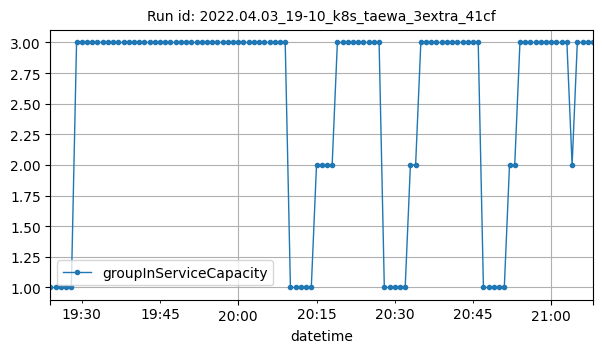 Run id: 2022.04.03_19-10_k8s_taewa_3extra_41cf
3.00
2.75
2.50
2.25
2.00
1.75
1.50
1.25
1.00
groupInServiceCapacity
19:30 19:45 20:00 20:15 20:30 20:45 21:00
datetime